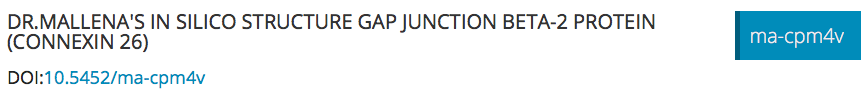 DR.MALLENA'S IN SILICO STRUCTURE GAP JUNCTION BETA-2 PROTEIN
(CONNEXIN 26)
ma-cpm4v
DOI:10.5452/ma-cpm4v